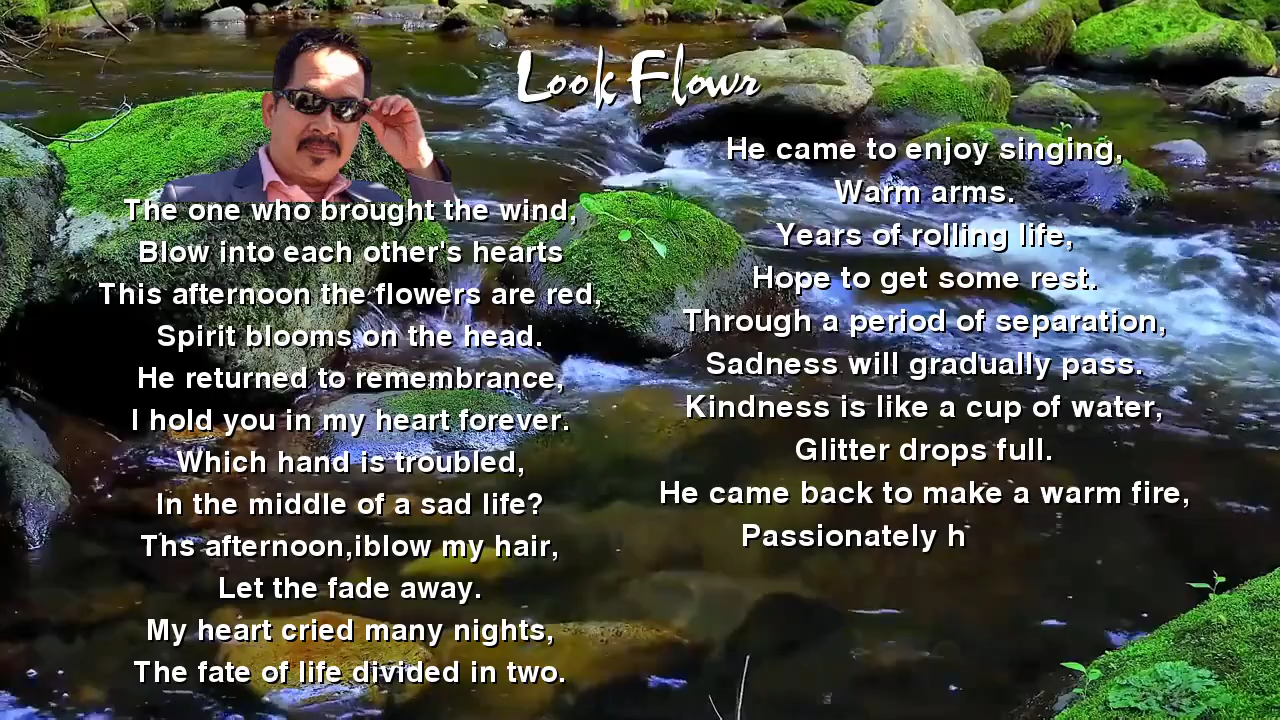 Look Flowr
The one who brought the wind,
Blow into each other's hearts
This afternoon the flowers are red,
Spirit blooms on the head.
He returned to remembrance,
I hold you in my heart forever.
Which hand is troubled,
In the middle of a sad life?
Ths afternoon,iblow my hair,
Let the fade away.
My heart cried many nights,
The fate of life divided in two.
He came to enjoy singing,
Warm arms.
Years of rolling life,
Hope to get some rest.
Through a period of separation,
Sadness will gradually pass.
Kindness is like a cup of water,
Glitter drops full.
He came back to make a warm fire,
Passionately h